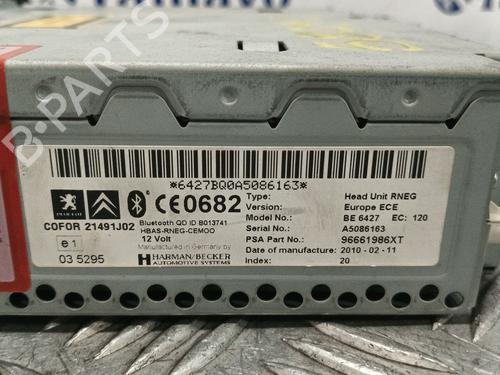 B-PARTS
*6427BQ0A5086163*
PEUGEOT
CE0682
COFOR 21491J02
Bluetooth QD ID B013741
HBAS-RNEG-CEMOO
12 Volt
Manufactured in Germany by
HARMAN/BECKER
AUTOMOTIVE SYSTEMS
e1
03 5295
Type: Head Unit RNEG
Version: Europe ECE
Model Number: BE 6427 EC: 120
Serial No.: A5086163
PSA Part No.: 96661986XT
Date of manufacture: 2010 - 02 - 11
Index: 20